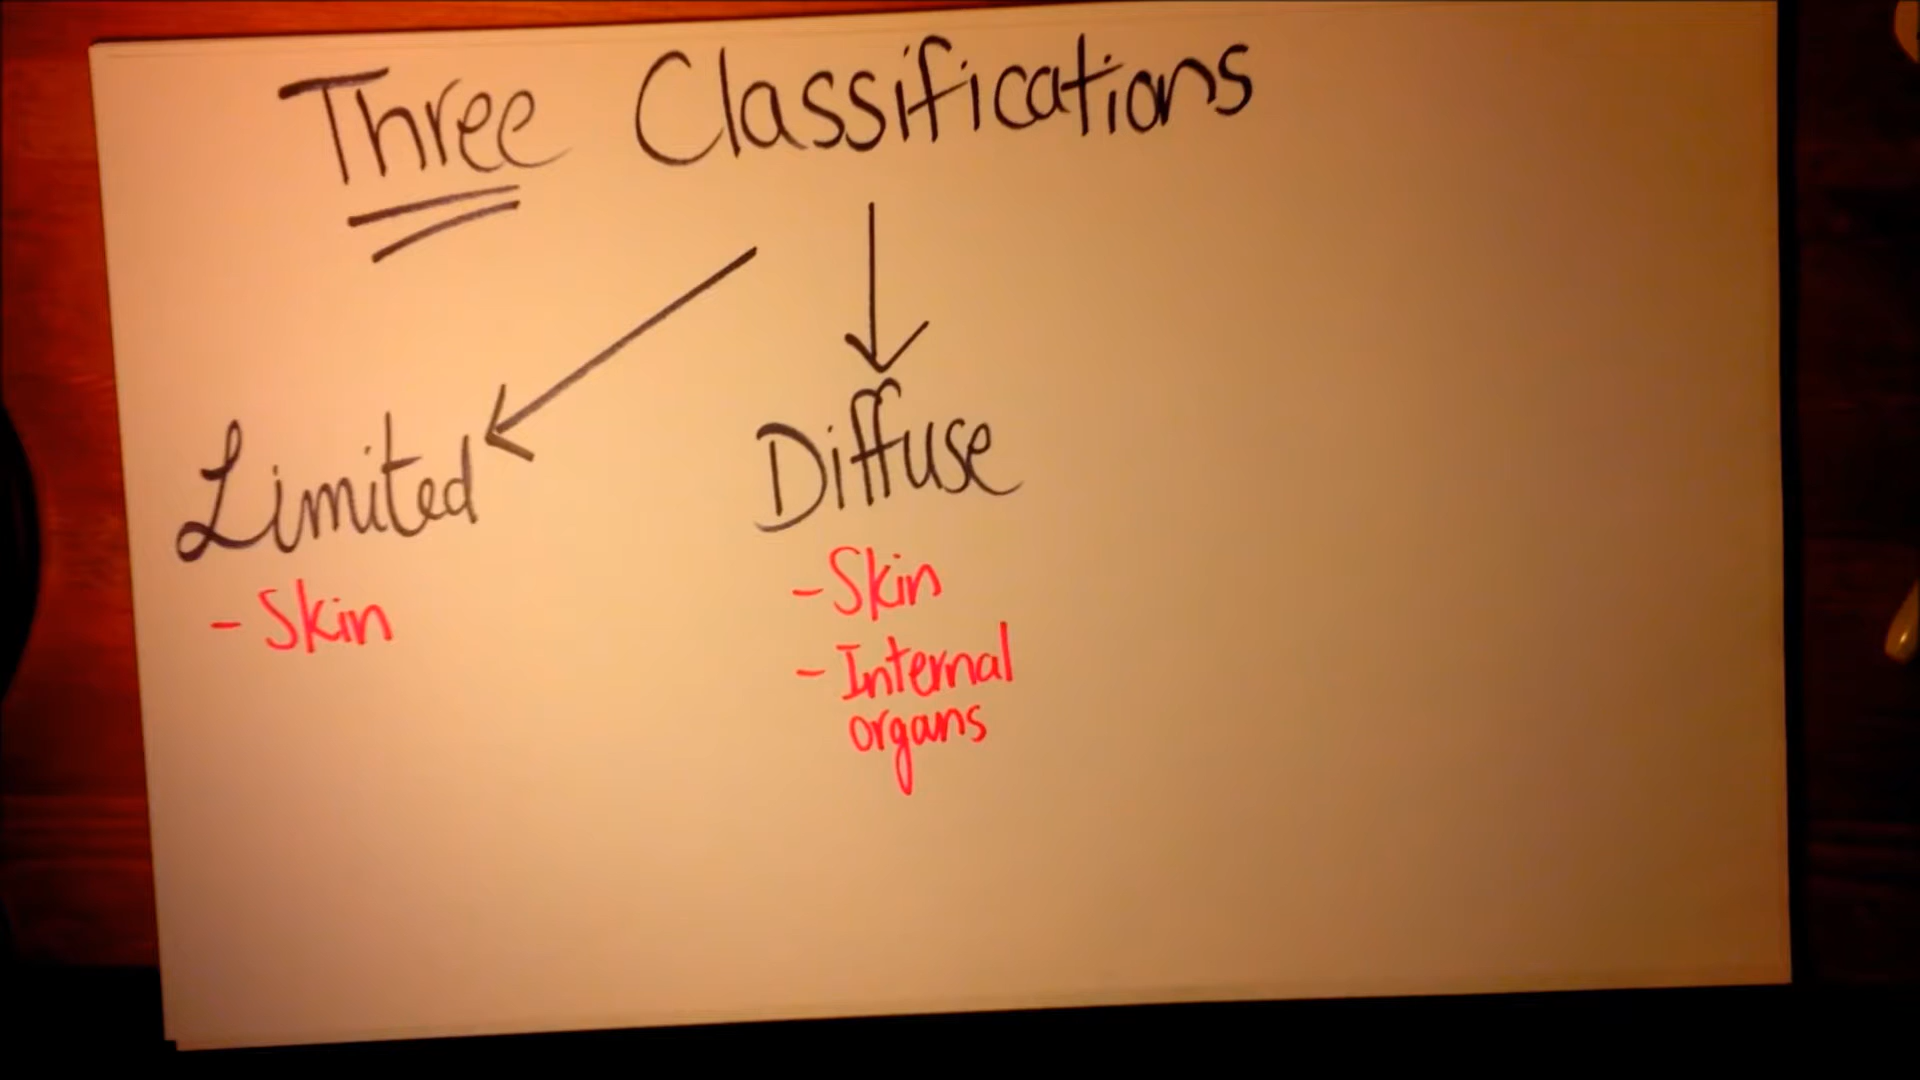 Three Classifications
Limited
- Skin
Diffuse
- Skin
- Internal
organs